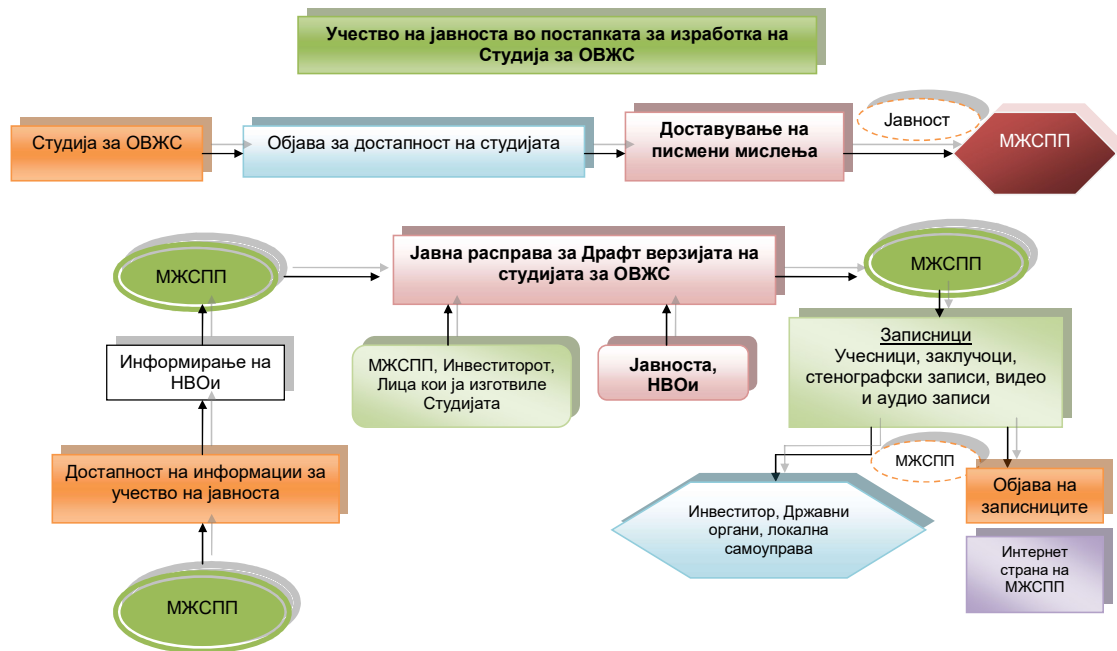 Учество на јавноста во постапката за изработка на
Студија за ОВЖС
Студија за ОВЖС
Објава за достапност на студијата
Доставување на
писмени мислења
Јавност
МЖСПП
МЖСПП
Јавна расправа за Драфт верзијата на
студијата за ОВЖС
МЖСПП
Информирање на
НВОи
МЖСПП, Инвеститорот,
Лица кои ја изготвиле
Студијата
Јавноста,
НВОи
Записници
Учесници, заклучоци,
стенографски записи, видео
и аудио записи
Достапност на информации за
учество на јавноста
МЖСПП
Инвеститор, Државни
органи, локална
самоуправа
Објава на
записниците
Интернет
страна на
МЖСПП
МЖСПП